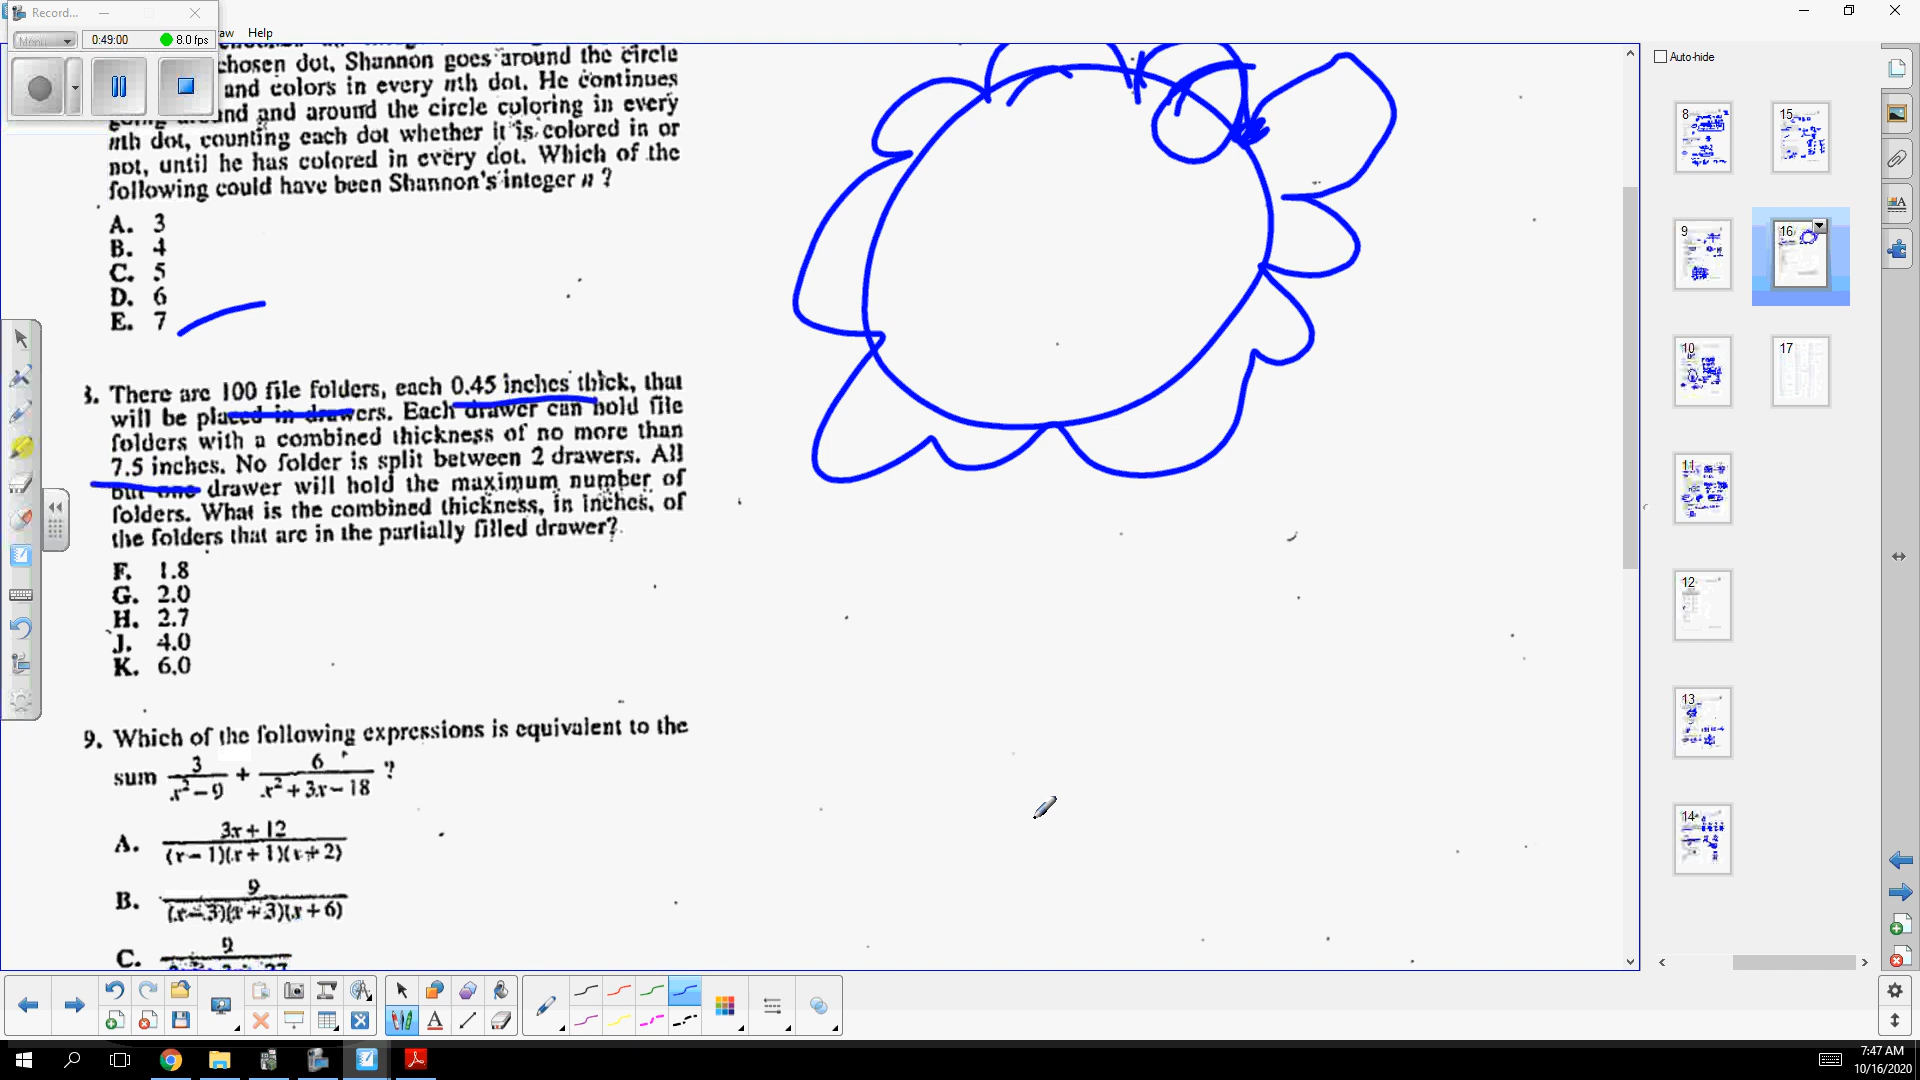 Record...
Menu
0:49:00
8.0 fps
aw Help
Auto-hide
chosen dot, Shannon goes around the circle
and colors in every nth dot. He continues
and around the circle coloring in every
nth dot, counting each dot whether it is colored in or
not, until he has colored in every dot. Which of the
following could have been Shannon's integer n ?
A. 3
B. 4
C. 5
D. 6
E. 7
3. There are 100 file folders, each 0.45 inches thick, that
will be placed in drawers. Each drawer can hold file
folders with a combined thickness of no more than
7.5 inches. No folder is split between 2 drawers. All
but one drawer will hold the maximum number of
folders. What is the combined thickness, in inches, of
the folders that are in the partially filled drawer?
F. 1.8
G. 2.0
H. 2.7
J. 4.0
K. 6.0
9. Which of the following expressions is equivalent to the
sum 3/(x² − 9) + 6/(x² + 3x − 18) ?
A. (3x + 12)/((x − 1)(x + 1)(x + 2))
B. 9/((x − 3)(x + 3)(x + 6))
C. 9
8
15
9
16
10
17
11
12
13
14
7:47 AM
10/16/2020